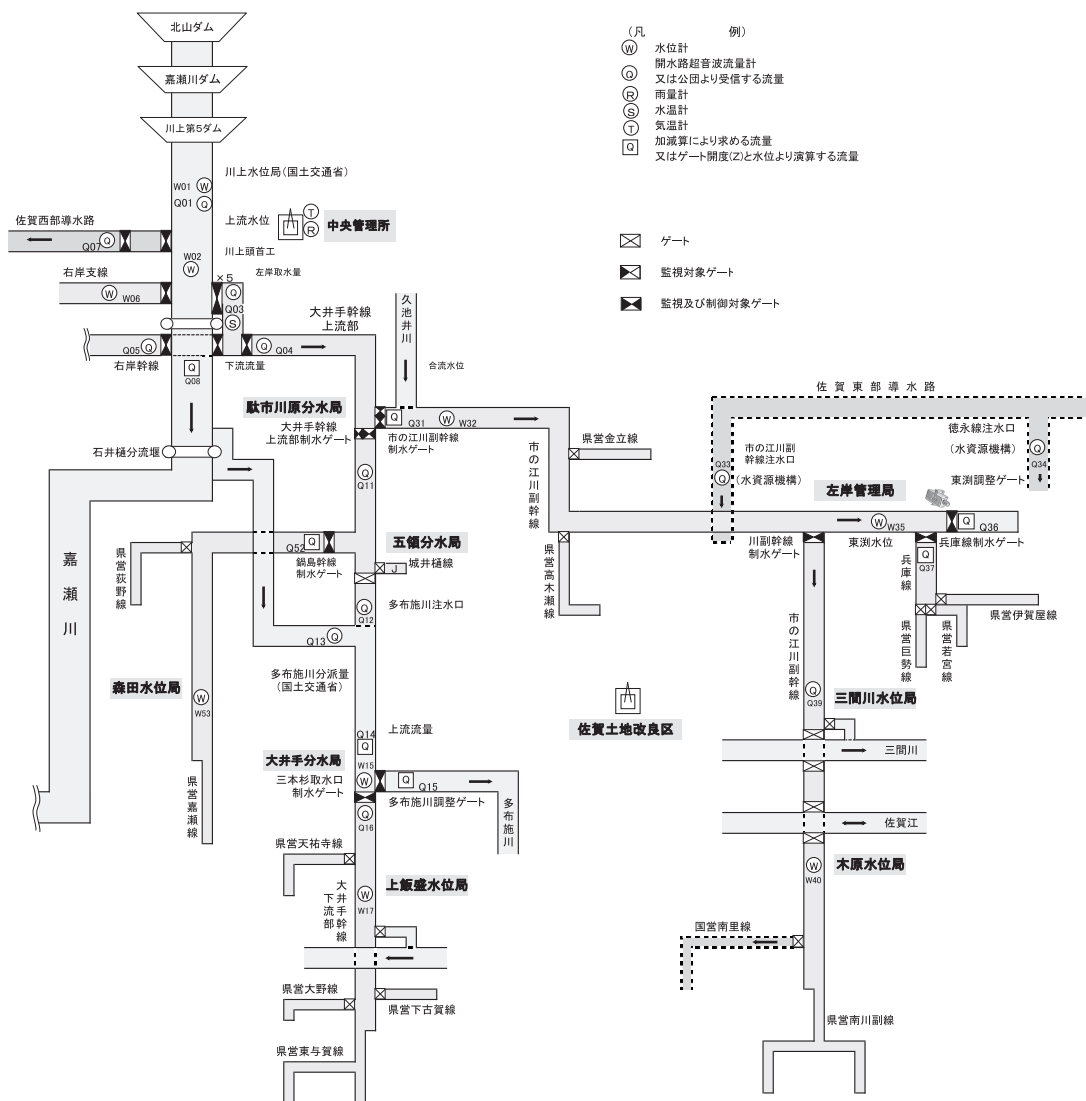 北山ダム
嘉瀬川ダム
川上第5ダム
(凡 例)
W 水位計
Q 開水路超音波流量計
又は公団より受信する流量
R 雨量計
S 水温計
T 気温計
Q 加減算により求める流量
又はゲート開度(Z)と水位より演算する流量
ゲート
監視対象ゲート
監視及び制御対象ゲート
川上水位局(国土交通省)
W01 W
Q01 Q
上流水位
T
R
中央管理所
佐賀西部導水路
Q07 Q
川上頭首工
W02
W
×5
左岸取水量
右岸支線
W W06
Q
Q03
S
大井手幹線
上流部
久池井川
Q05 Q
Q Q04
右岸幹線
下流流量
合流水位
Q
Q08
駄市川原分水局
大井手幹線
上流部制水ゲート
Q
Q31
W W32
市の江川副幹線
制水ゲート
石井樋分流堰
Q
Q11
市の江川副幹線
県営金立線
佐賀東部導水路
徳永線注水口
(水資源機構)
Q
Q34
東渕調整ゲート
市の江川副
幹線注水口
(水資源機構)
Q33
Q
左岸管理局
W W35
Q Q36
川副幹線
制水ゲート
東渕水位
兵庫線制水ゲート
嘉瀬川
県営荻野線
Q52 Q
鍋島幹線
制水ゲート
五領分水局
城井樋線
J
県営高木瀬線
兵庫線
Q
Q37
県営伊賀屋線
県営巨勢線
県営若宮線
Q
Q12
多布施川注水口
Q13 Q
多布施川分派量
(国土交通省)
市の江川副幹線
森田水位局
W
W53
佐賀土地改良区
Q
Q39
三間川水位局
三間川
Q14
Q
上流流量
大井手分水局
W15
W
三本杉取水口
制水ゲート
Q Q15
多布施川調整ゲート
多布施川
Q
Q16
県営嘉瀬線
佐賀江
県営天祐寺線
大井手幹線
下流部
W
W17
上飯盛水位局
W
W40
木原水位局
国営南里線
県営大野線
県営下古賀線
県営南川副線
県営東与賀線